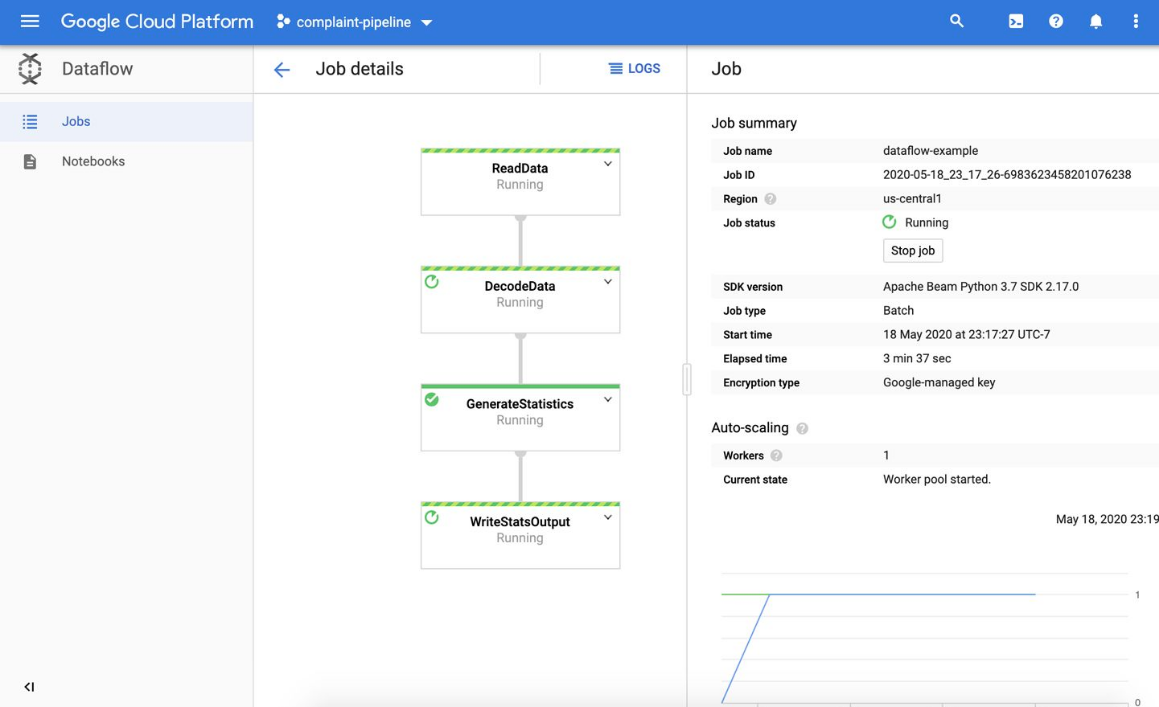 Google Cloud Platform complaint-pipeline
Dataflow
Jobs
Notebooks
Job details LOGS
ReadData
Running
DecodeData
Running
GenerateStatistics
Running
WriteStatsOutput
Running
Job
Job summary
Job name dataflow-example
Job ID 2020-05-18_23_17_26-6983623458201076238
Region us-central1
Job status Running
Stop job
SDK version Apache Beam Python 3.7 SDK 2.17.0
Job type Batch
Start time 18 May 2020 at 23:17:27 UTC-7
Elapsed time 3 min 37 sec
Encryption type Google-managed key
Auto-scaling
Workers 1
Current state Worker pool started.
May 18, 2020 23:19
1
0